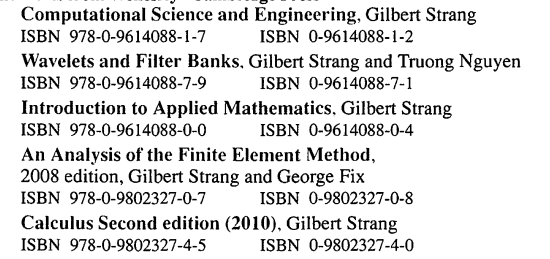 Computational Science and Engineering, Gilbert Strang
ISBN 978-0-9614088-1-7 ISBN 0-9614088-1-2
Wavelets and Filter Banks, Gilbert Strang and Truong Nguyen
ISBN 978-0-9614088-7-9 ISBN 0-9614088-7-1
Introduction to Applied Mathematics, Gilbert Strang
ISBN 978-0-9614088-0-0 ISBN 0-9614088-0-4
An Analysis of the Finite Element Method,
2008 edition, Gilbert Strang and George Fix
ISBN 978-0-9802327-0-7 ISBN 0-9802327-0-8
Calculus Second edition (2010), Gilbert Strang
ISBN 978-0-9802327-4-5 ISBN 0-9802327-4-0